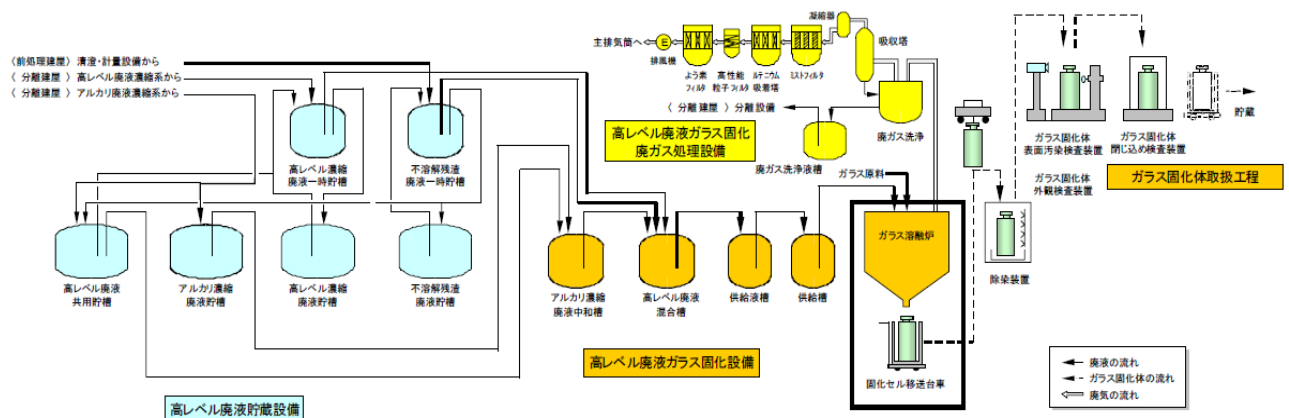 〈前処理建屋〉清澄・計量設備から
〈 分離建屋 〉高レベル廃液濃縮系から
〈 分離建屋 〉アルカリ廃液濃縮系から
高レベル濃縮
廃液一時貯槽
不溶解残渣
廃液一時貯槽
高レベル廃液
共用貯槽
アルカリ濃縮
廃液貯槽
高レベル濃縮
廃液貯槽
不溶解残渣
廃液貯槽
高レベル廃液貯蔵設備
主排気筒へ
E
排風機
よう素
フィルタ
高性能
粒子フィルタ
ルテニウム
吸着塔
ミストフィルタ
凝縮器
吸収塔
〈 分離建屋 〉分離設備
高レベル廃液ガラス固化
廃ガス処理設備
廃ガス洗浄液槽
廃ガス洗浄
ガラス原料
アルカリ濃縮
廃液中和槽
高レベル廃液
混合槽
供給液槽
供給槽
ガラス溶融炉
固化セル移送台車
高レベル廃液ガラス固化設備
除染装置
ガラス固化体
表面汚染検査装置
ガラス固化体
外観検査装置
ガラス固化体
閉じ込め検査装置
貯蔵
ガラス固化体取扱工程
廃液の流れ
ガラス固化体の流れ
廃気の流れ